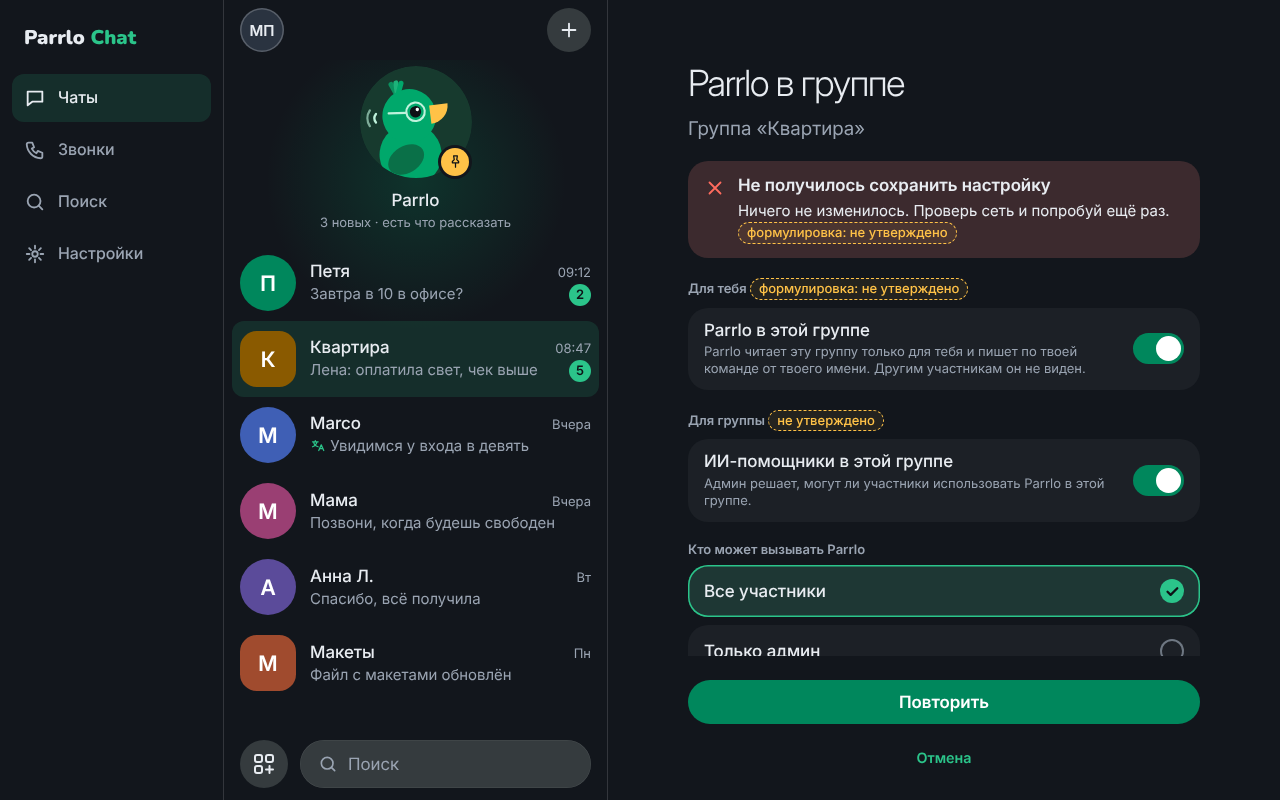 Parrlo Chat
Чаты
Звонки
Поиск
Настройки
МП
Parrlo
3 новых · есть что рассказать
П
Петя
09:12
Завтра в 10 в офисе?
2
К
Квартира
08:47
Лена: оплатила свет, чек выше
5
M
Marco
Вчера
Увидимся у входа в девять
М
Мама
Вчера
Позвони, когда будешь свободен
А
Анна Л.
Вт
Спасибо, всё получила
М
Макеты
Пн
Файл с макетами обновлён
Поиск
Parrlo в группе
Группа «Квартира»
Не получилось сохранить настройку
Ничего не изменилось. Проверь сеть и попробуй ещё раз.
формулировка: не утверждено
Для тебя формулировка: не утверждено
Parrlo в этой группе
Parrlo читает эту группу только для тебя и пишет по твоей
команде от твоего имени. Другим участникам он не виден.
Для группы не утверждено
ИИ-помощники в этой группе
Админ решает, могут ли участники использовать Parrlo в этой
группе.
Кто может вызывать Parrlo
Все участники
Только админ
Повторить
Отмена